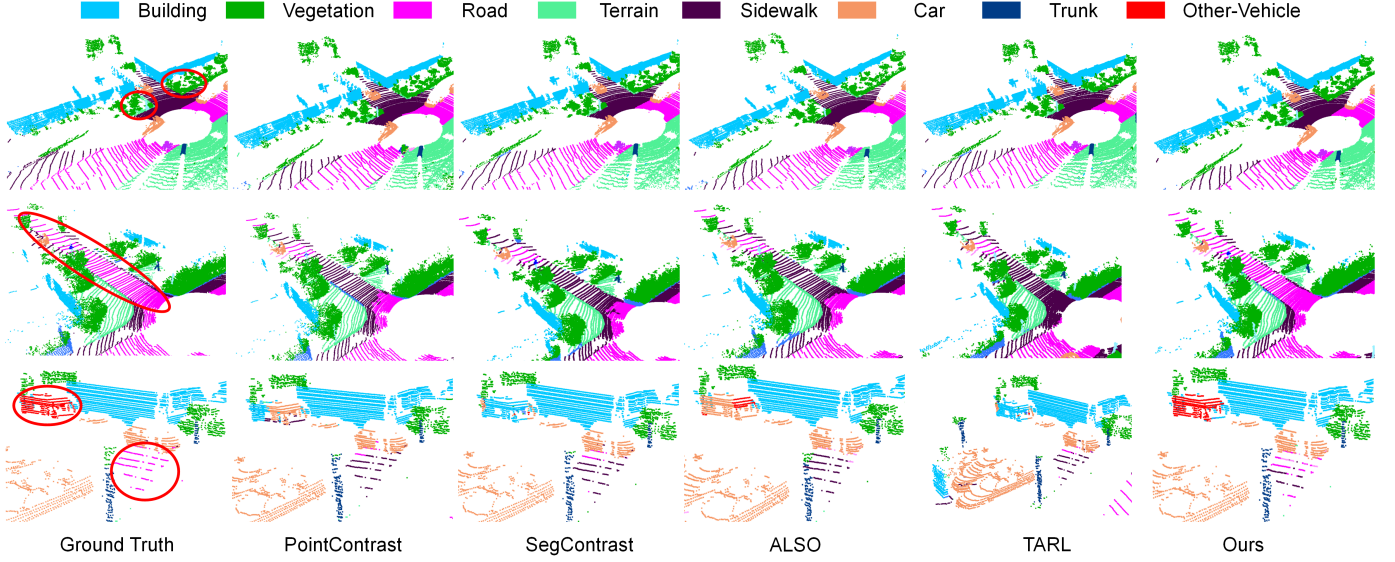 Building Vegetation Road Terrain Sidewalk Car Trunk Other-Vehicle
Ground Truth PointContrast SegContrast ALSO TARL Ours